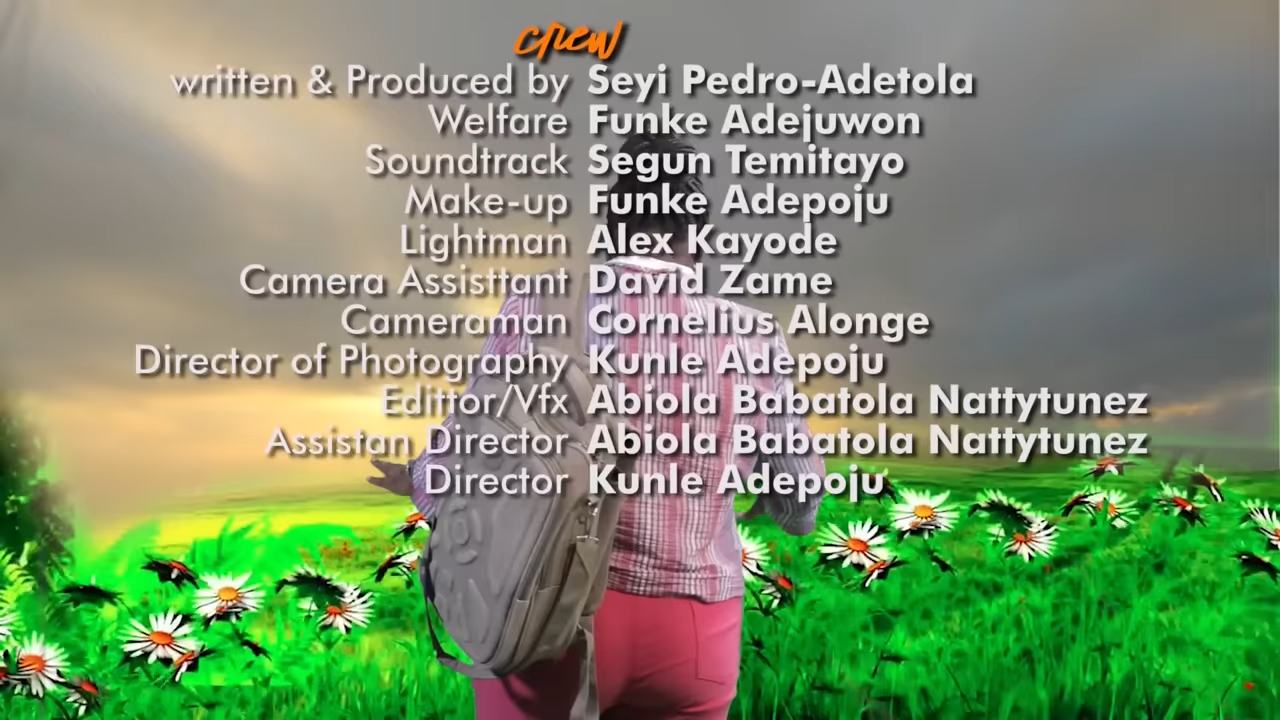 crew
written & Produced by Seyi Pedro-Adetola
Welfare Funke Adejuwon
Soundtrack Segun Temitayo
Make-up Funke Adepoju
Lightman Alex Kayode
Camera Assisttant David Zame
Cameraman Cornelius Alonge
Director of Photography Kunle Adepoju
Edittor/Vfx Abiola Babatola Nattytunez
Assistan Director Abiola Babatola Nattytunez
Director Kunle Adepoju